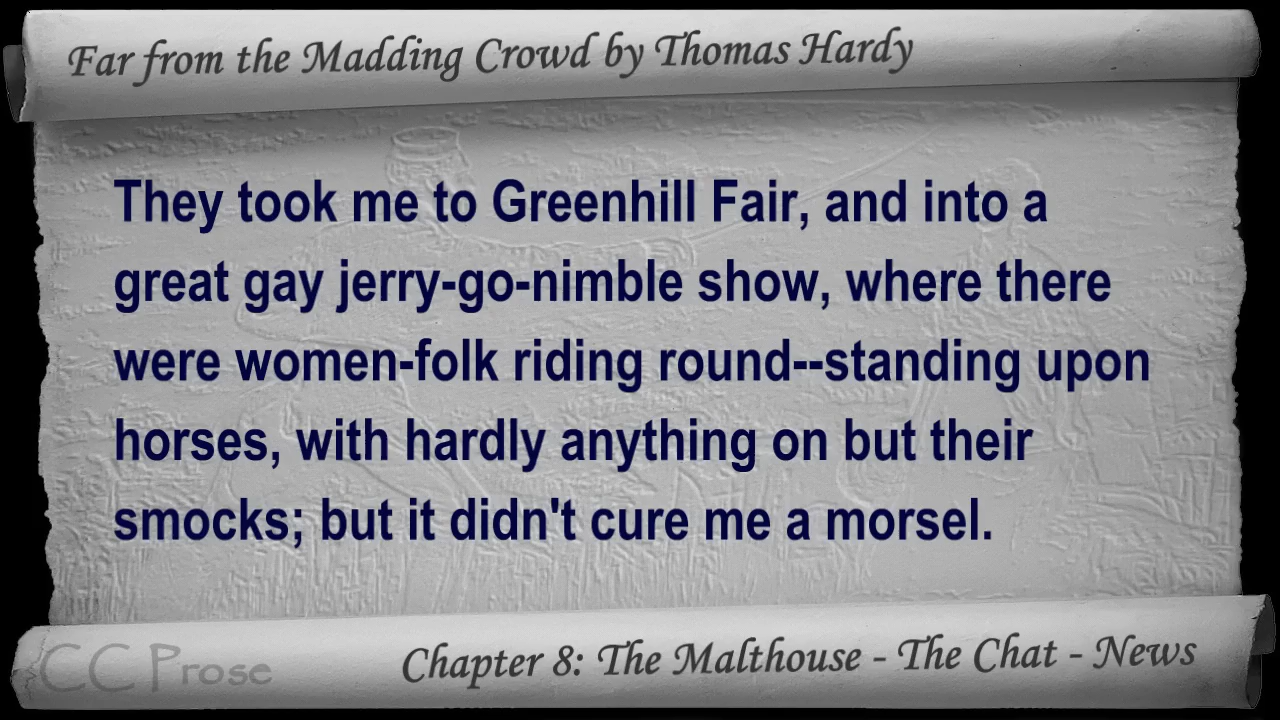 Far from the Madding Crowd by Thomas Hardy
They took me to Greenhill Fair, and into a
great gay jerry-go-nimble show, where there
were women-folk riding round--standing upon
horses, with hardly anything on but their
smocks; but it didn't cure me a morsel.
CC Prose
Chapter 8: The Malthouse - The Chat - News